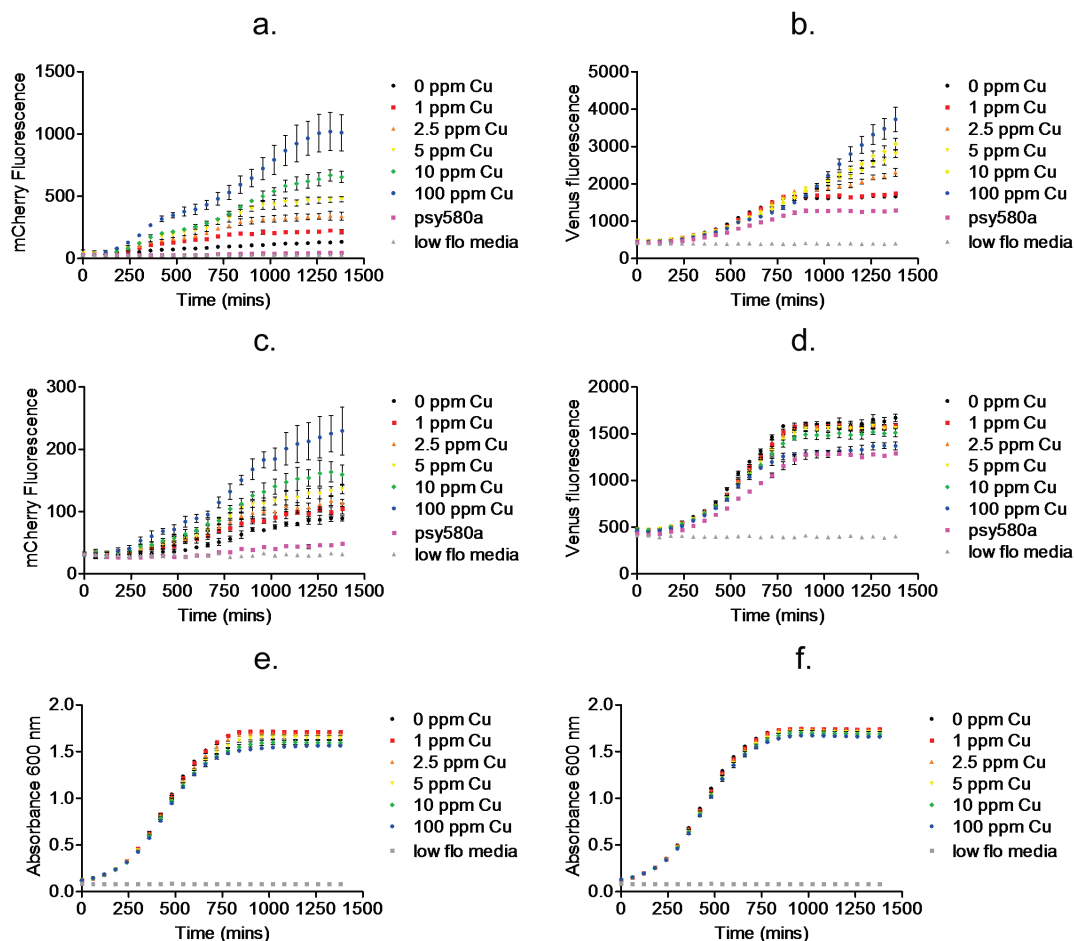 a.
mCherry Fluorescence
1500
1000
500
0
0 250 500 750 1000 1250 1500
Time (mins)
0 ppm Cu
1 ppm Cu
2.5 ppm Cu
5 ppm Cu
10 ppm Cu
100 ppm Cu
psy580a
low flo media
b.
Venus fluorescence
5000
4000
3000
2000
1000
0
0 250 500 750 1000 1250 1500
Time (mins)
0 ppm Cu
1 ppm Cu
2.5 ppm Cu
5 ppm Cu
10 ppm Cu
100 ppm Cu
psy580a
low flo media
c.
mCherry Fluorescence
300
200
100
0
0 250 500 750 1000 1250 1500
Time (mins)
0 ppm Cu
1 ppm Cu
2.5 ppm Cu
5 ppm Cu
10 ppm Cu
100 ppm Cu
psy580a
low flo media
d.
Venus fluorescence
2000
1500
1000
500
0
0 250 500 750 1000 1250 1500
Time (mins)
0 ppm Cu
1 ppm Cu
2.5 ppm Cu
5 ppm Cu
10 ppm Cu
100 ppm Cu
psy580a
low flo media
e.
Absorbance 600 nm
2.0
1.5
1.0
0.5
0.0
0 250 500 750 1000 1250 1500
Time (mins)
0 ppm Cu
1 ppm Cu
2.5 ppm Cu
5 ppm Cu
10 ppm Cu
100 ppm Cu
low flo media
f.
Absorbance 600 nm
2.0
1.5
1.0
0.5
0.0
0 250 500 750 1000 1250 1500
Time (mins)
0 ppm Cu
1 ppm Cu
2.5 ppm Cu
5 ppm Cu
10 ppm Cu
100 ppm Cu
low flo media